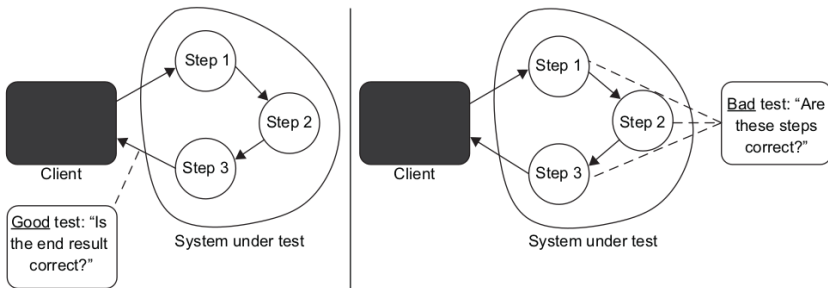 Step 1
Step 2
Step 3
Client
Good test: “Is
the end result
correct?”
System under test
Step 1
Step 2
Step 3
Client
Bad test: “Are
these steps
correct?”
System under test